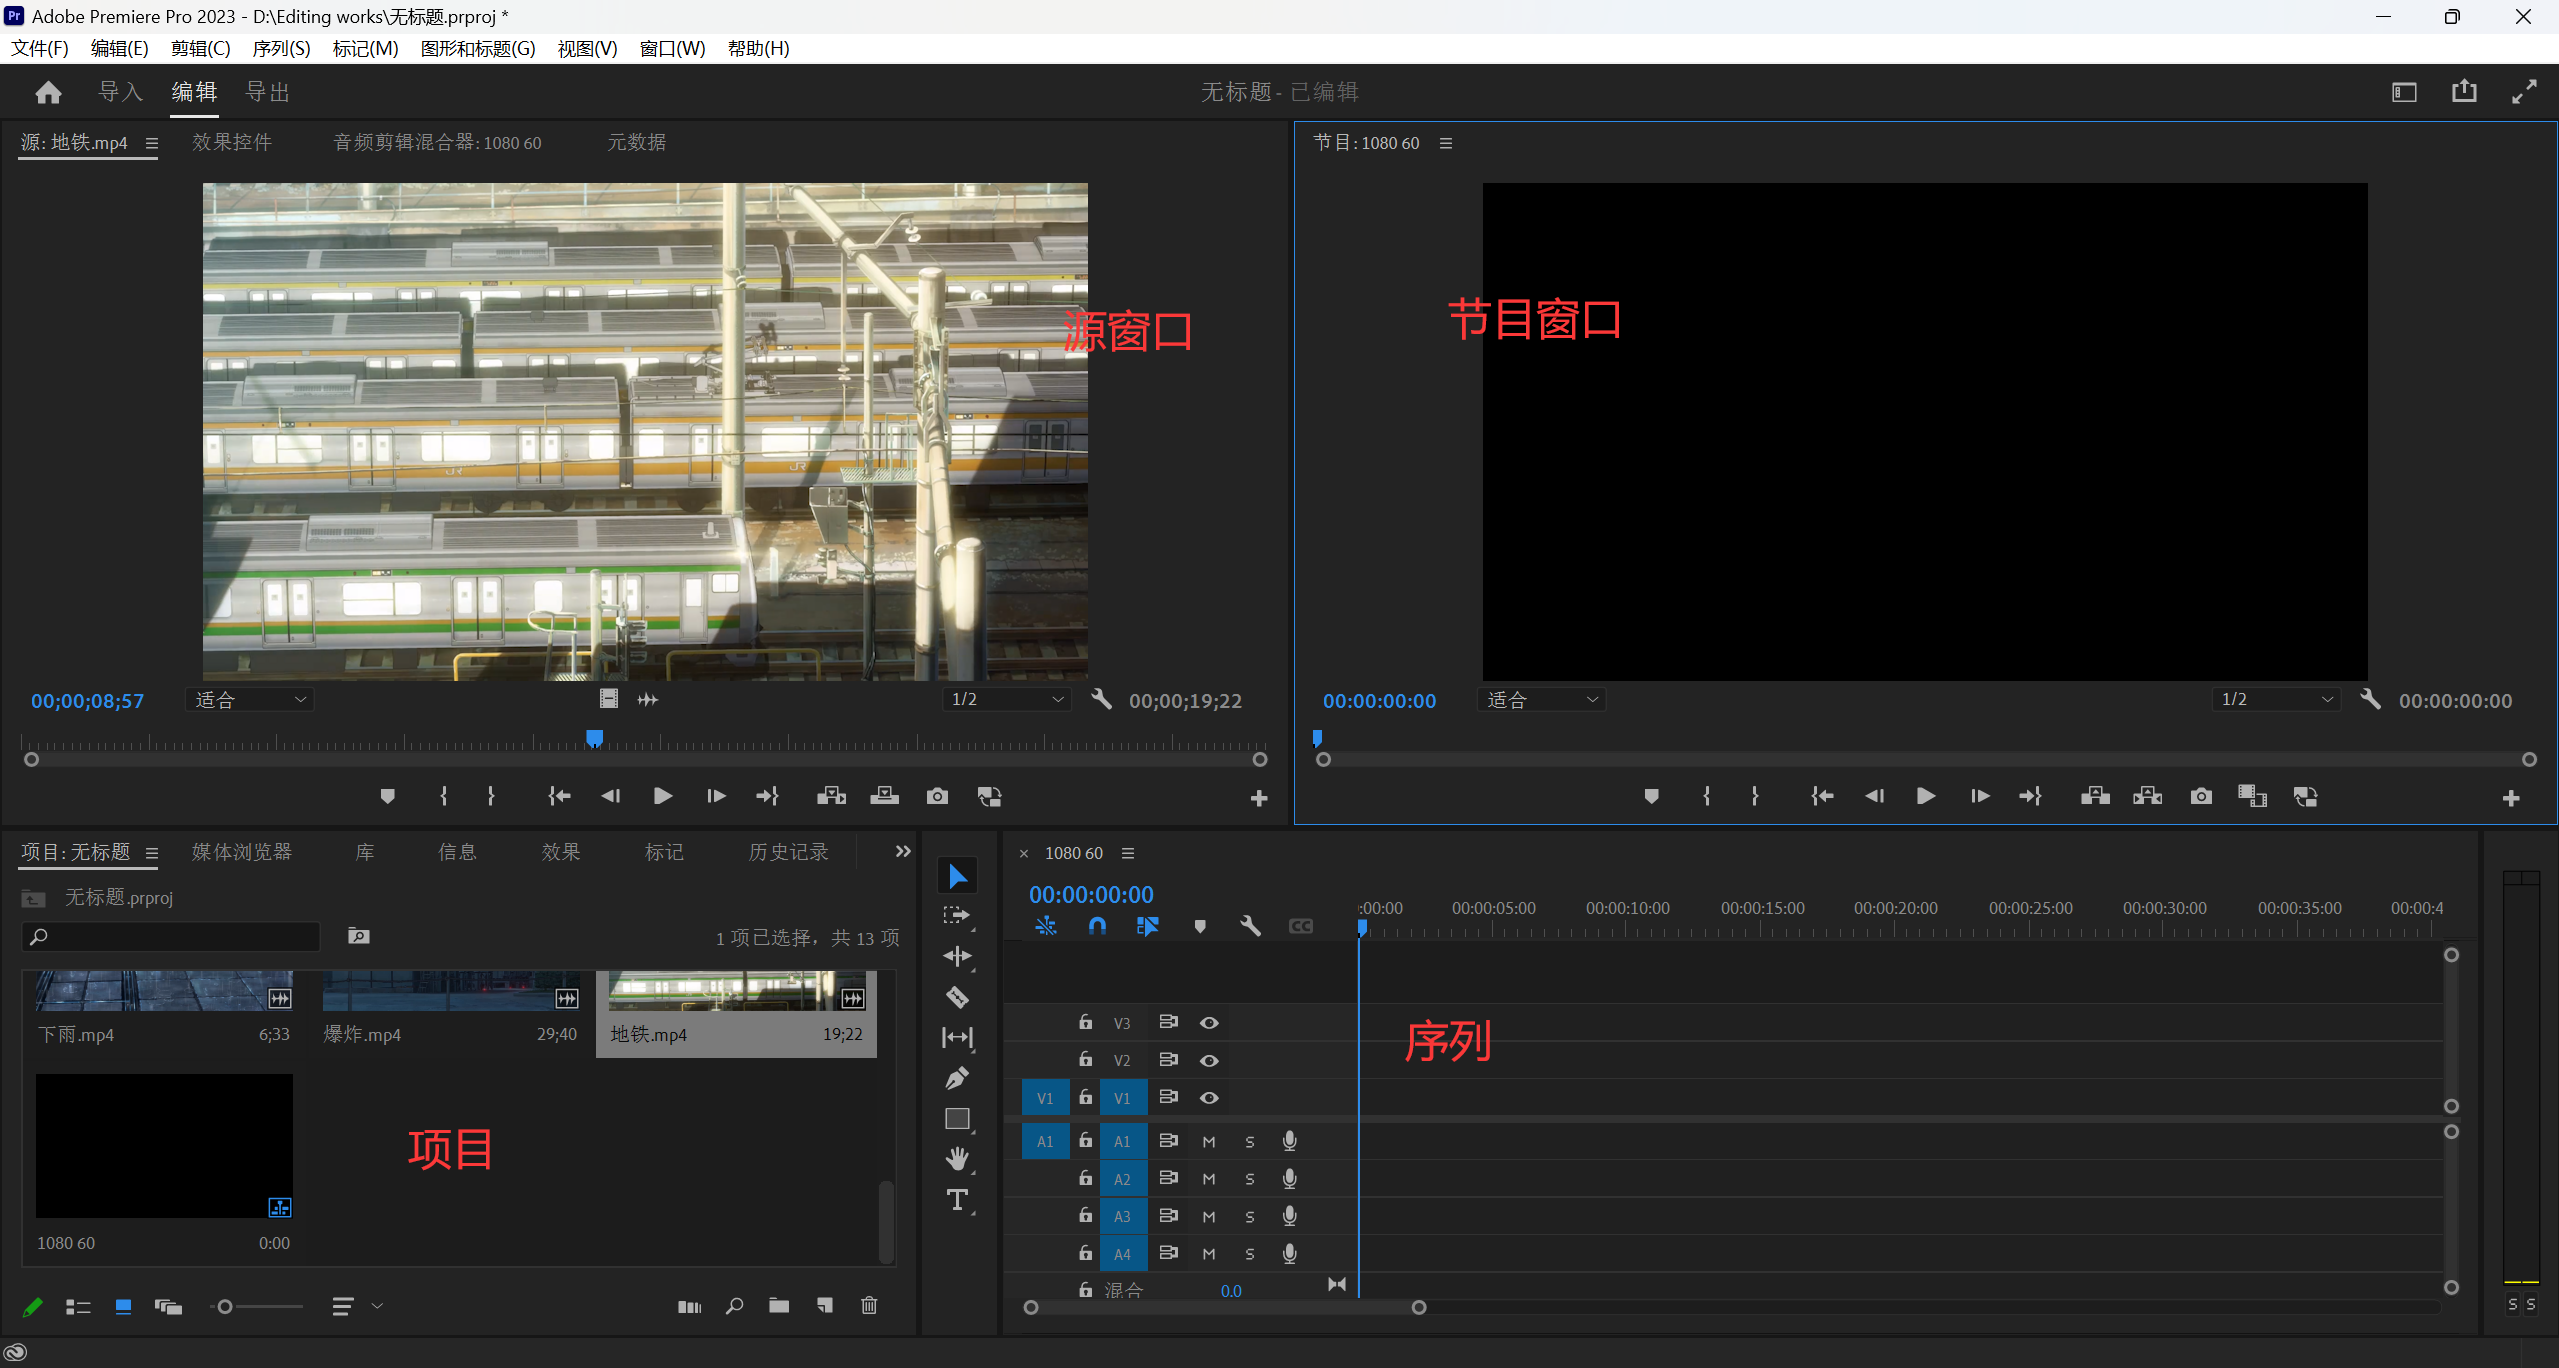 Adobe Premiere Pro 2023 - D:\Editing works\无标题.prproj *
文件(F) 编辑(E) 剪辑(C) 序列(S) 标记(M) 图形和标题(G) 视图(V) 窗口(W) 帮助(H)
导入 编辑 导出
无标题 - 已编辑
源: 地铁.mp4 效果控件 音频剪辑混合器: 1080 60 元数据
JR JR
源窗口
00;00;08;57 适合 1/2 00;00;19;22
节目: 1080 60
节目窗口
00:00:00:00 适合 1/2 00:00:00:00
项目: 无标题 媒体浏览器 库 信息 效果 标记 历史记录
无标题.prproj
1 项已选择，共 13 项
下雨.mp4 6;33
爆炸.mp4 29;40
地铁.mp4 19;22
项目
1080 60 0:00
× 1080 60
00:00:00:00
:00:00 00:00:05:00 00:00:10:00 00:00:15:00 00:00:20:00 00:00:25:00 00:00:30:00 00:00:35:00 00:00:4
CC
序列
V3
V2
V1 V1
A1 A1 M S
A2 M S
A3 M S
A4 M S
混合 0.0
S S